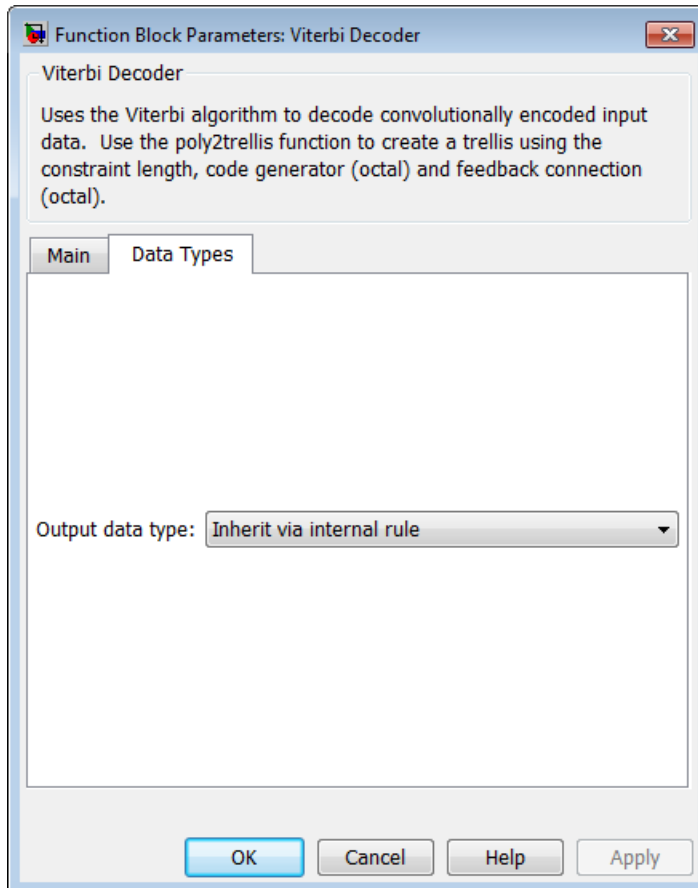 Function Block Parameters: Viterbi Decoder
Viterbi Decoder
Uses the Viterbi algorithm to decode convolutionally encoded input
data.  Use the poly2trellis function to create a trellis using the
constraint length, code generator (octal) and feedback connection
(octal).
Main Data Types
Output data type: Inherit via internal rule
OK Cancel Help Apply